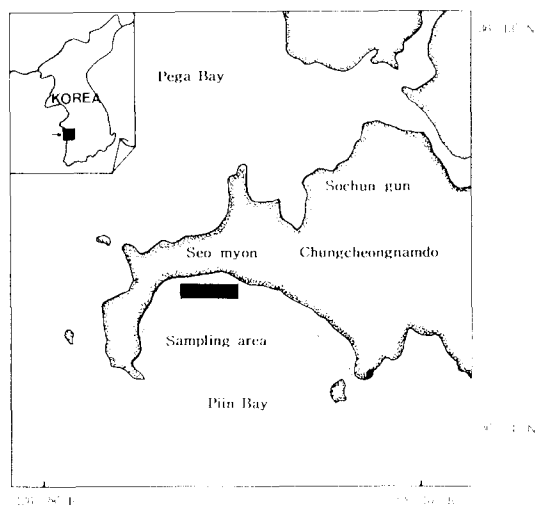 KOREA
Pega Bay
Sochun gun
Seo myon
Chungcheongnamdo
Sampling area
Piin Bay